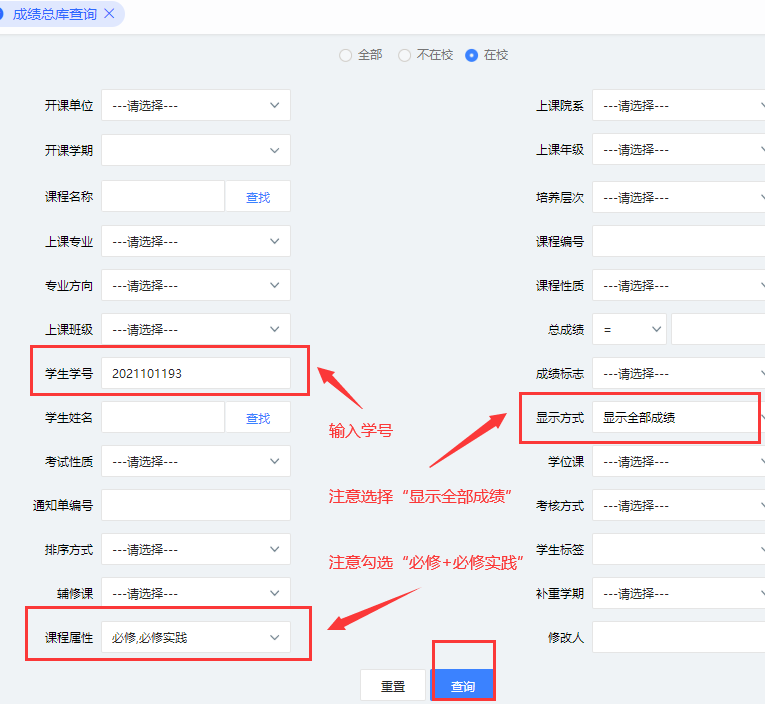 成绩总库查询
全部 不在校 在校
开课单位 ---请选择--- 上课院系 ---请选择---
开课学期 上课年级 ---请选择---
课程名称 查找 培养层次 ---请选择---
上课专业 ---请选择--- 课程编号
专业方向 ---请选择--- 课程性质 ---请选择---
上课班级 ---请选择--- 总成绩 =
学生学号 2021101193 成绩标志 ---请选择---
学生姓名 查找 显示方式 显示全部成绩
输入学号
考试性质 ---请选择--- 学位课 ---请选择---
注意选择“显示全部成绩”
通知单编号 考核方式 ---请选择---
排序方式 ---请选择--- 学生标签
注意勾选“必修+必修实践”
辅修课 ---请选择--- 补重学期 ---请选择---
课程属性 必修,必修实践 修改人
重置 查询